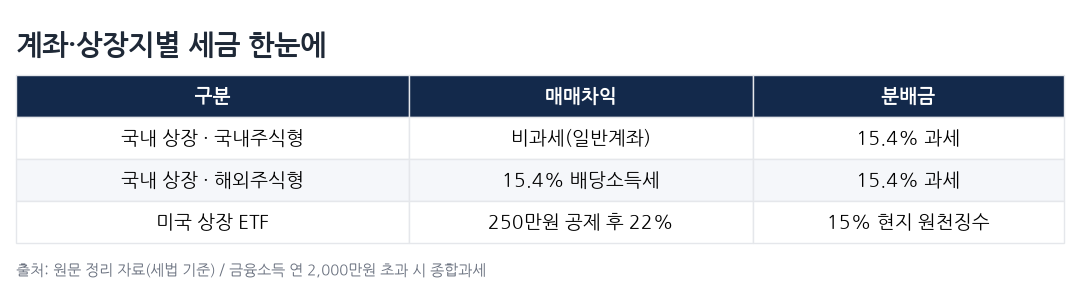 계좌·상장지별 세금 한눈에
구분 매매차익 분배금
국내 상장 · 국내주식형 비과세(일반계좌) 15.4% 과세
국내 상장 · 해외주식형 15.4% 배당소득세 15.4% 과세
미국 상장 ETF 250만원 공제 후 22% 15% 현지 원천징수
출처: 원문 정리 자료(세법 기준) / 금융소득 연 2,000만원 초과 시 종합과세